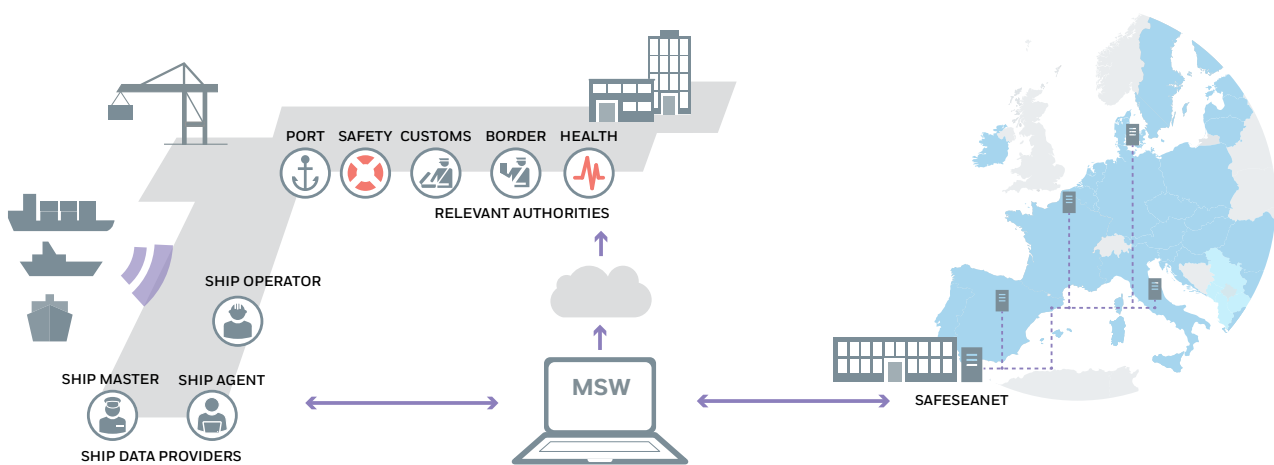 PORT SAFETY CUSTOMS BORDER HEALTH
RELEVANT AUTHORITIES
SHIP OPERATOR
SHIP MASTER SHIP AGENT
SHIP DATA PROVIDERS
MSW
SAFESEANET